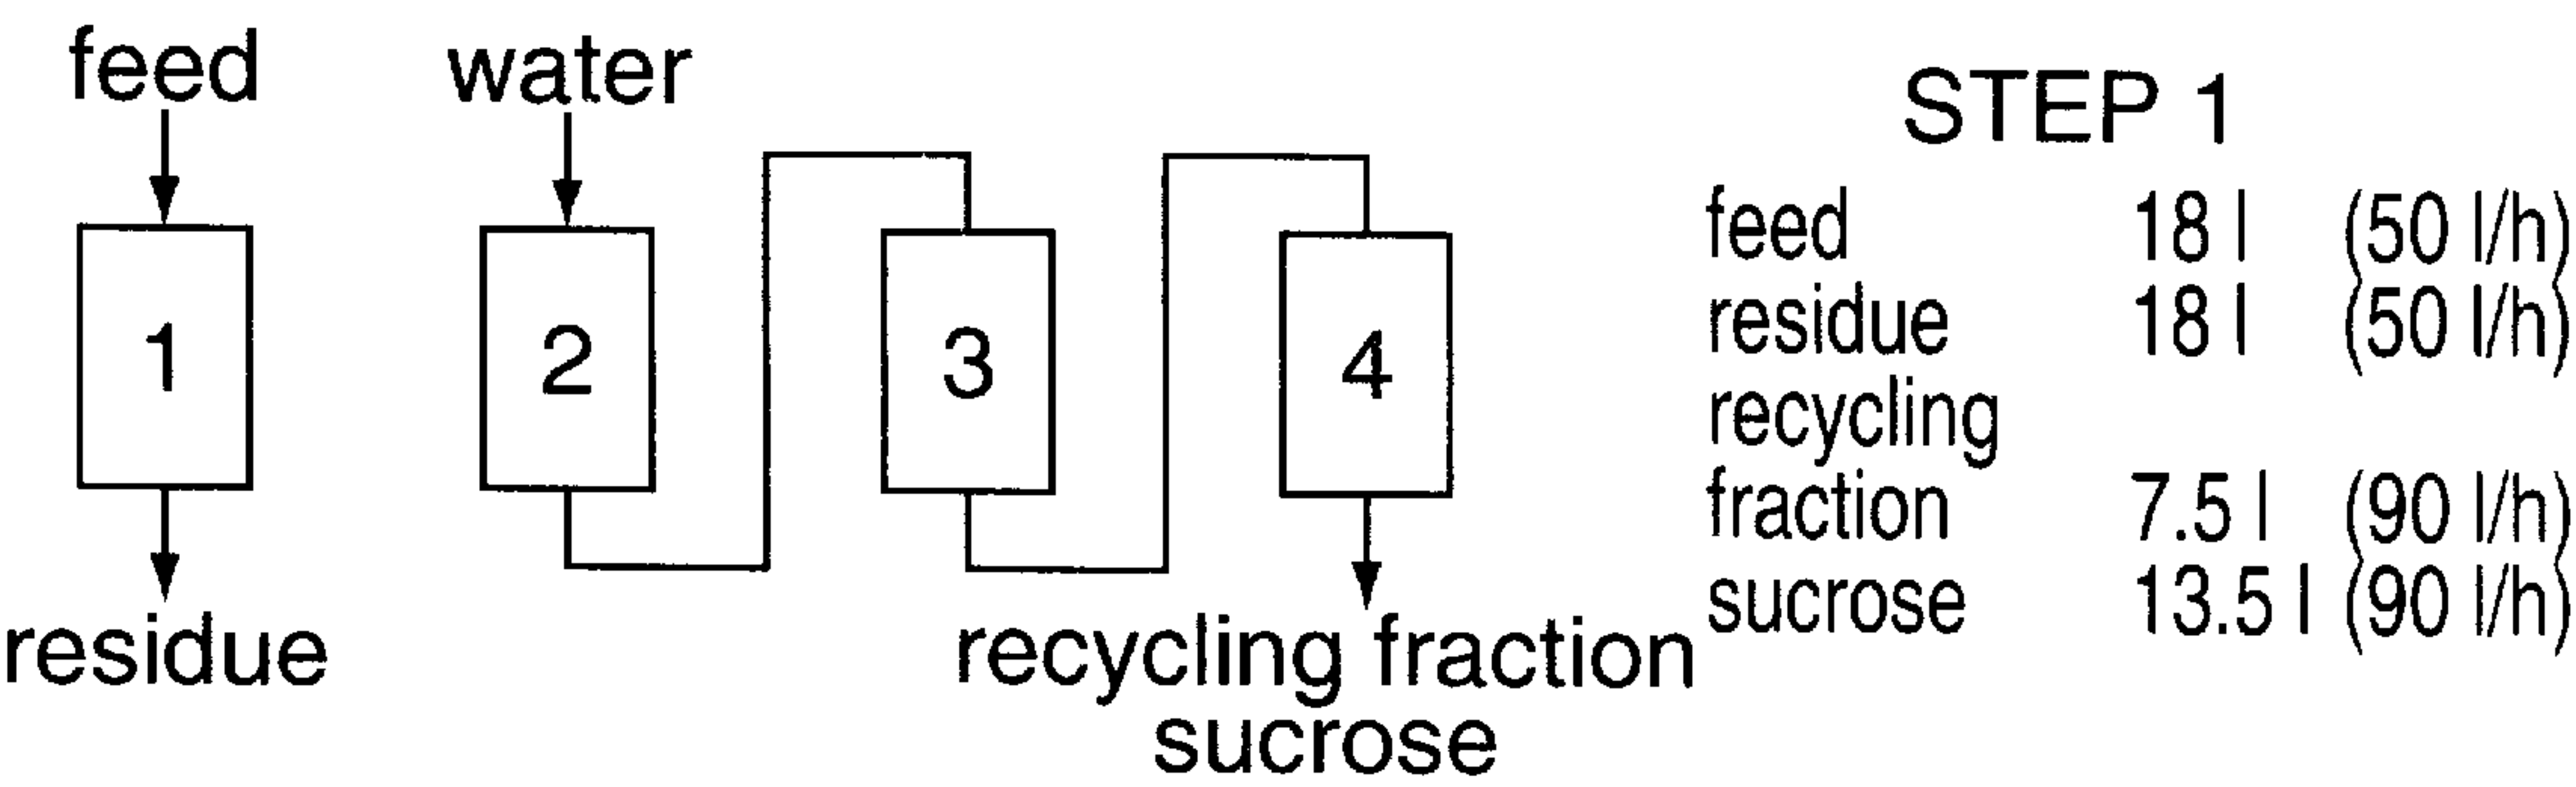 feed
water
1
2
3
4
residue
recycling fraction
sucrose
STEP 1
feed 18 l (50 l/h)
residue 18 l (50 l/h)
recycling
fraction 7.5 l (90 l/h)
sucrose 13.5 l (90 l/h)